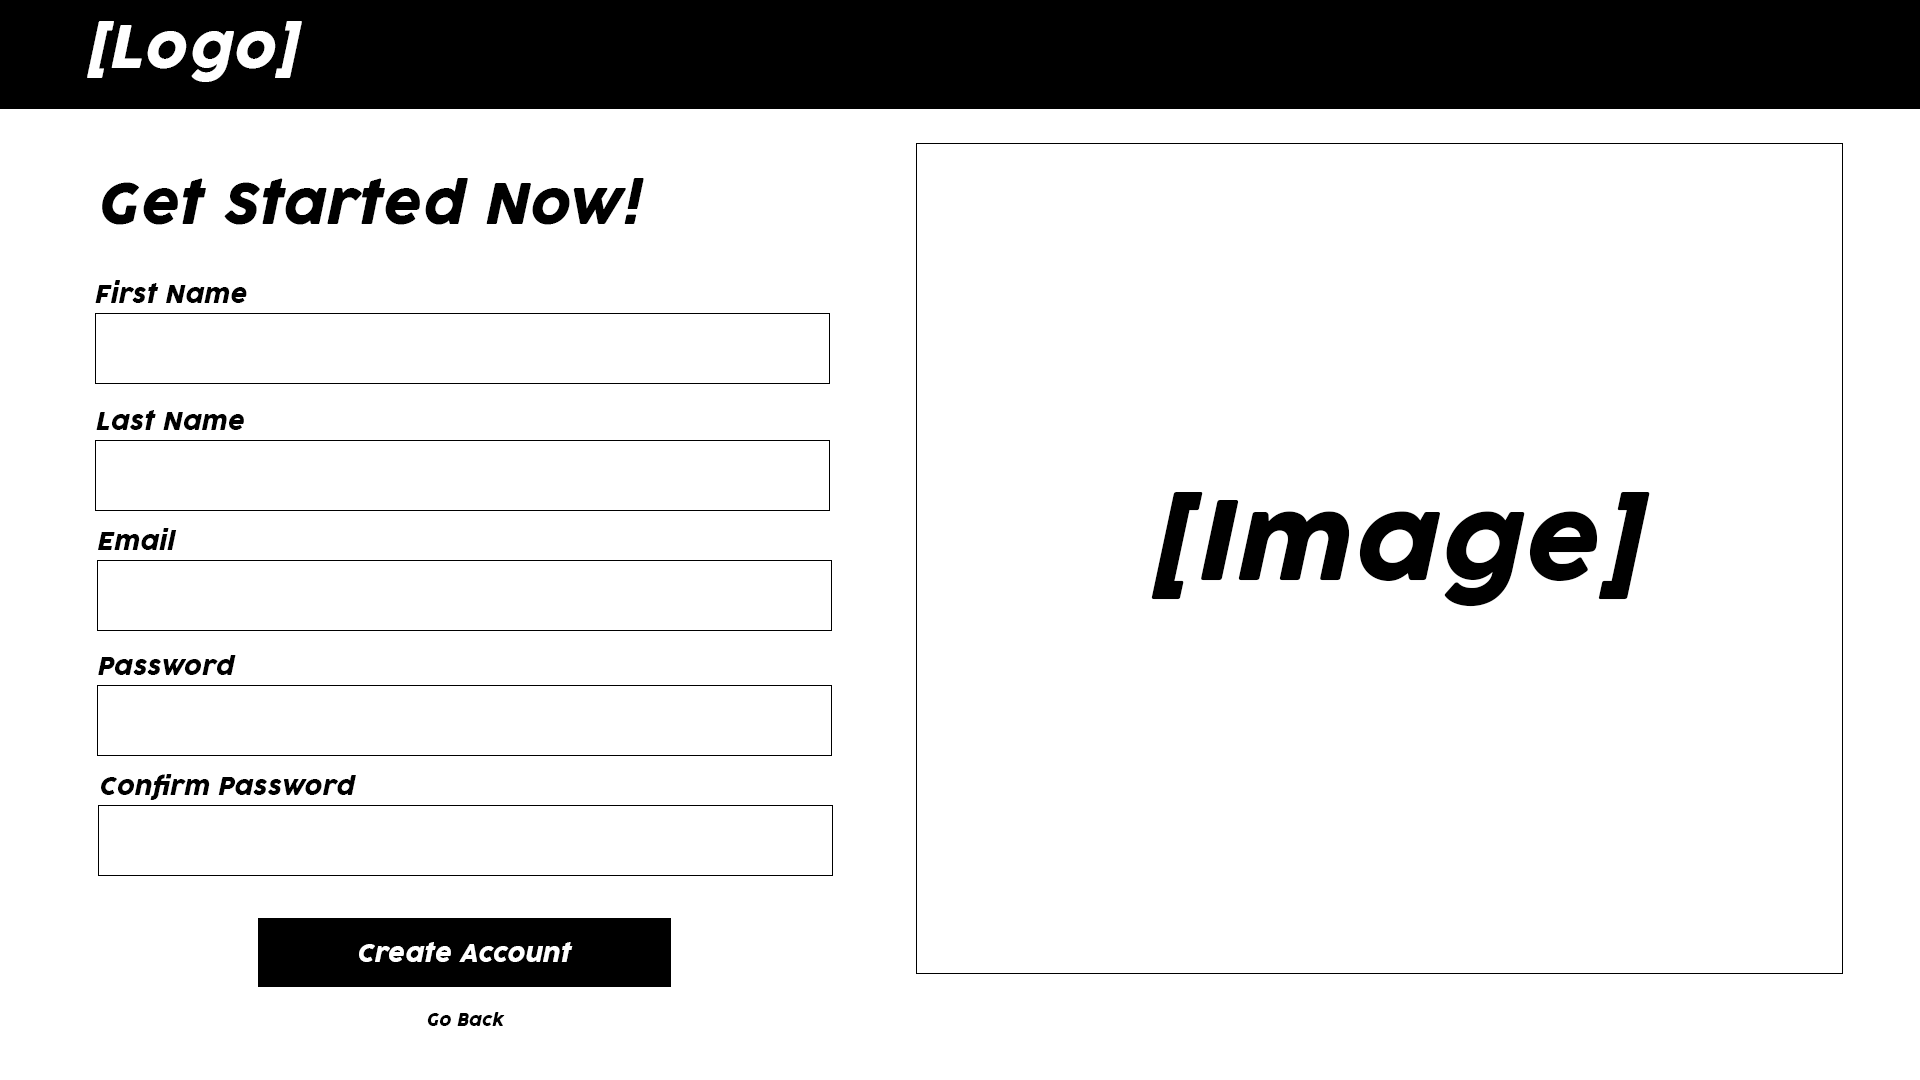 [Logo]
Get Started Now!
First Name
Last Name
Email
Password
Confirm Password
Create Account
Go Back
[Image]